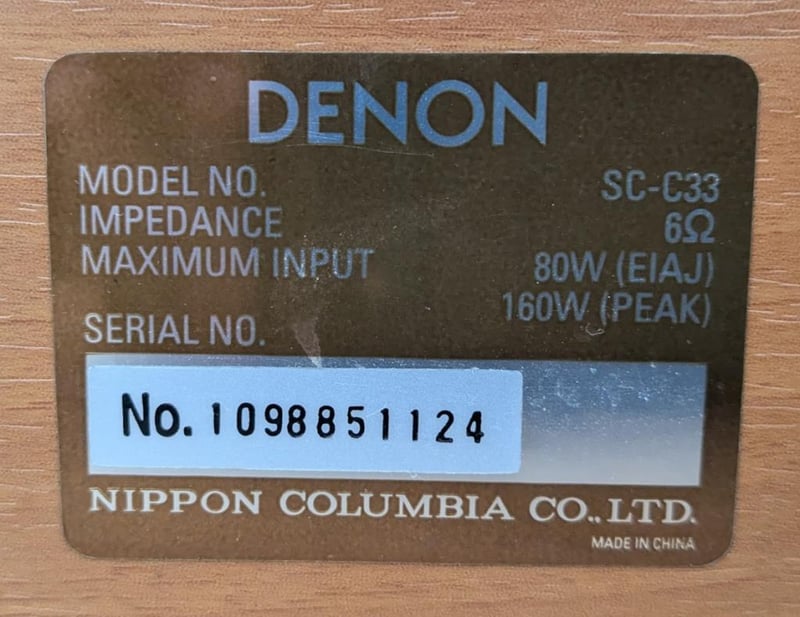 DENON
MODEL NO. SC-C33
IMPEDANCE 6Ω
MAXIMUM INPUT 80W (EIAJ)
160W (PEAK)
SERIAL NO.
No. 1098851124
NIPPON COLUMBIA CO.,LTD.
MADE IN CHINA